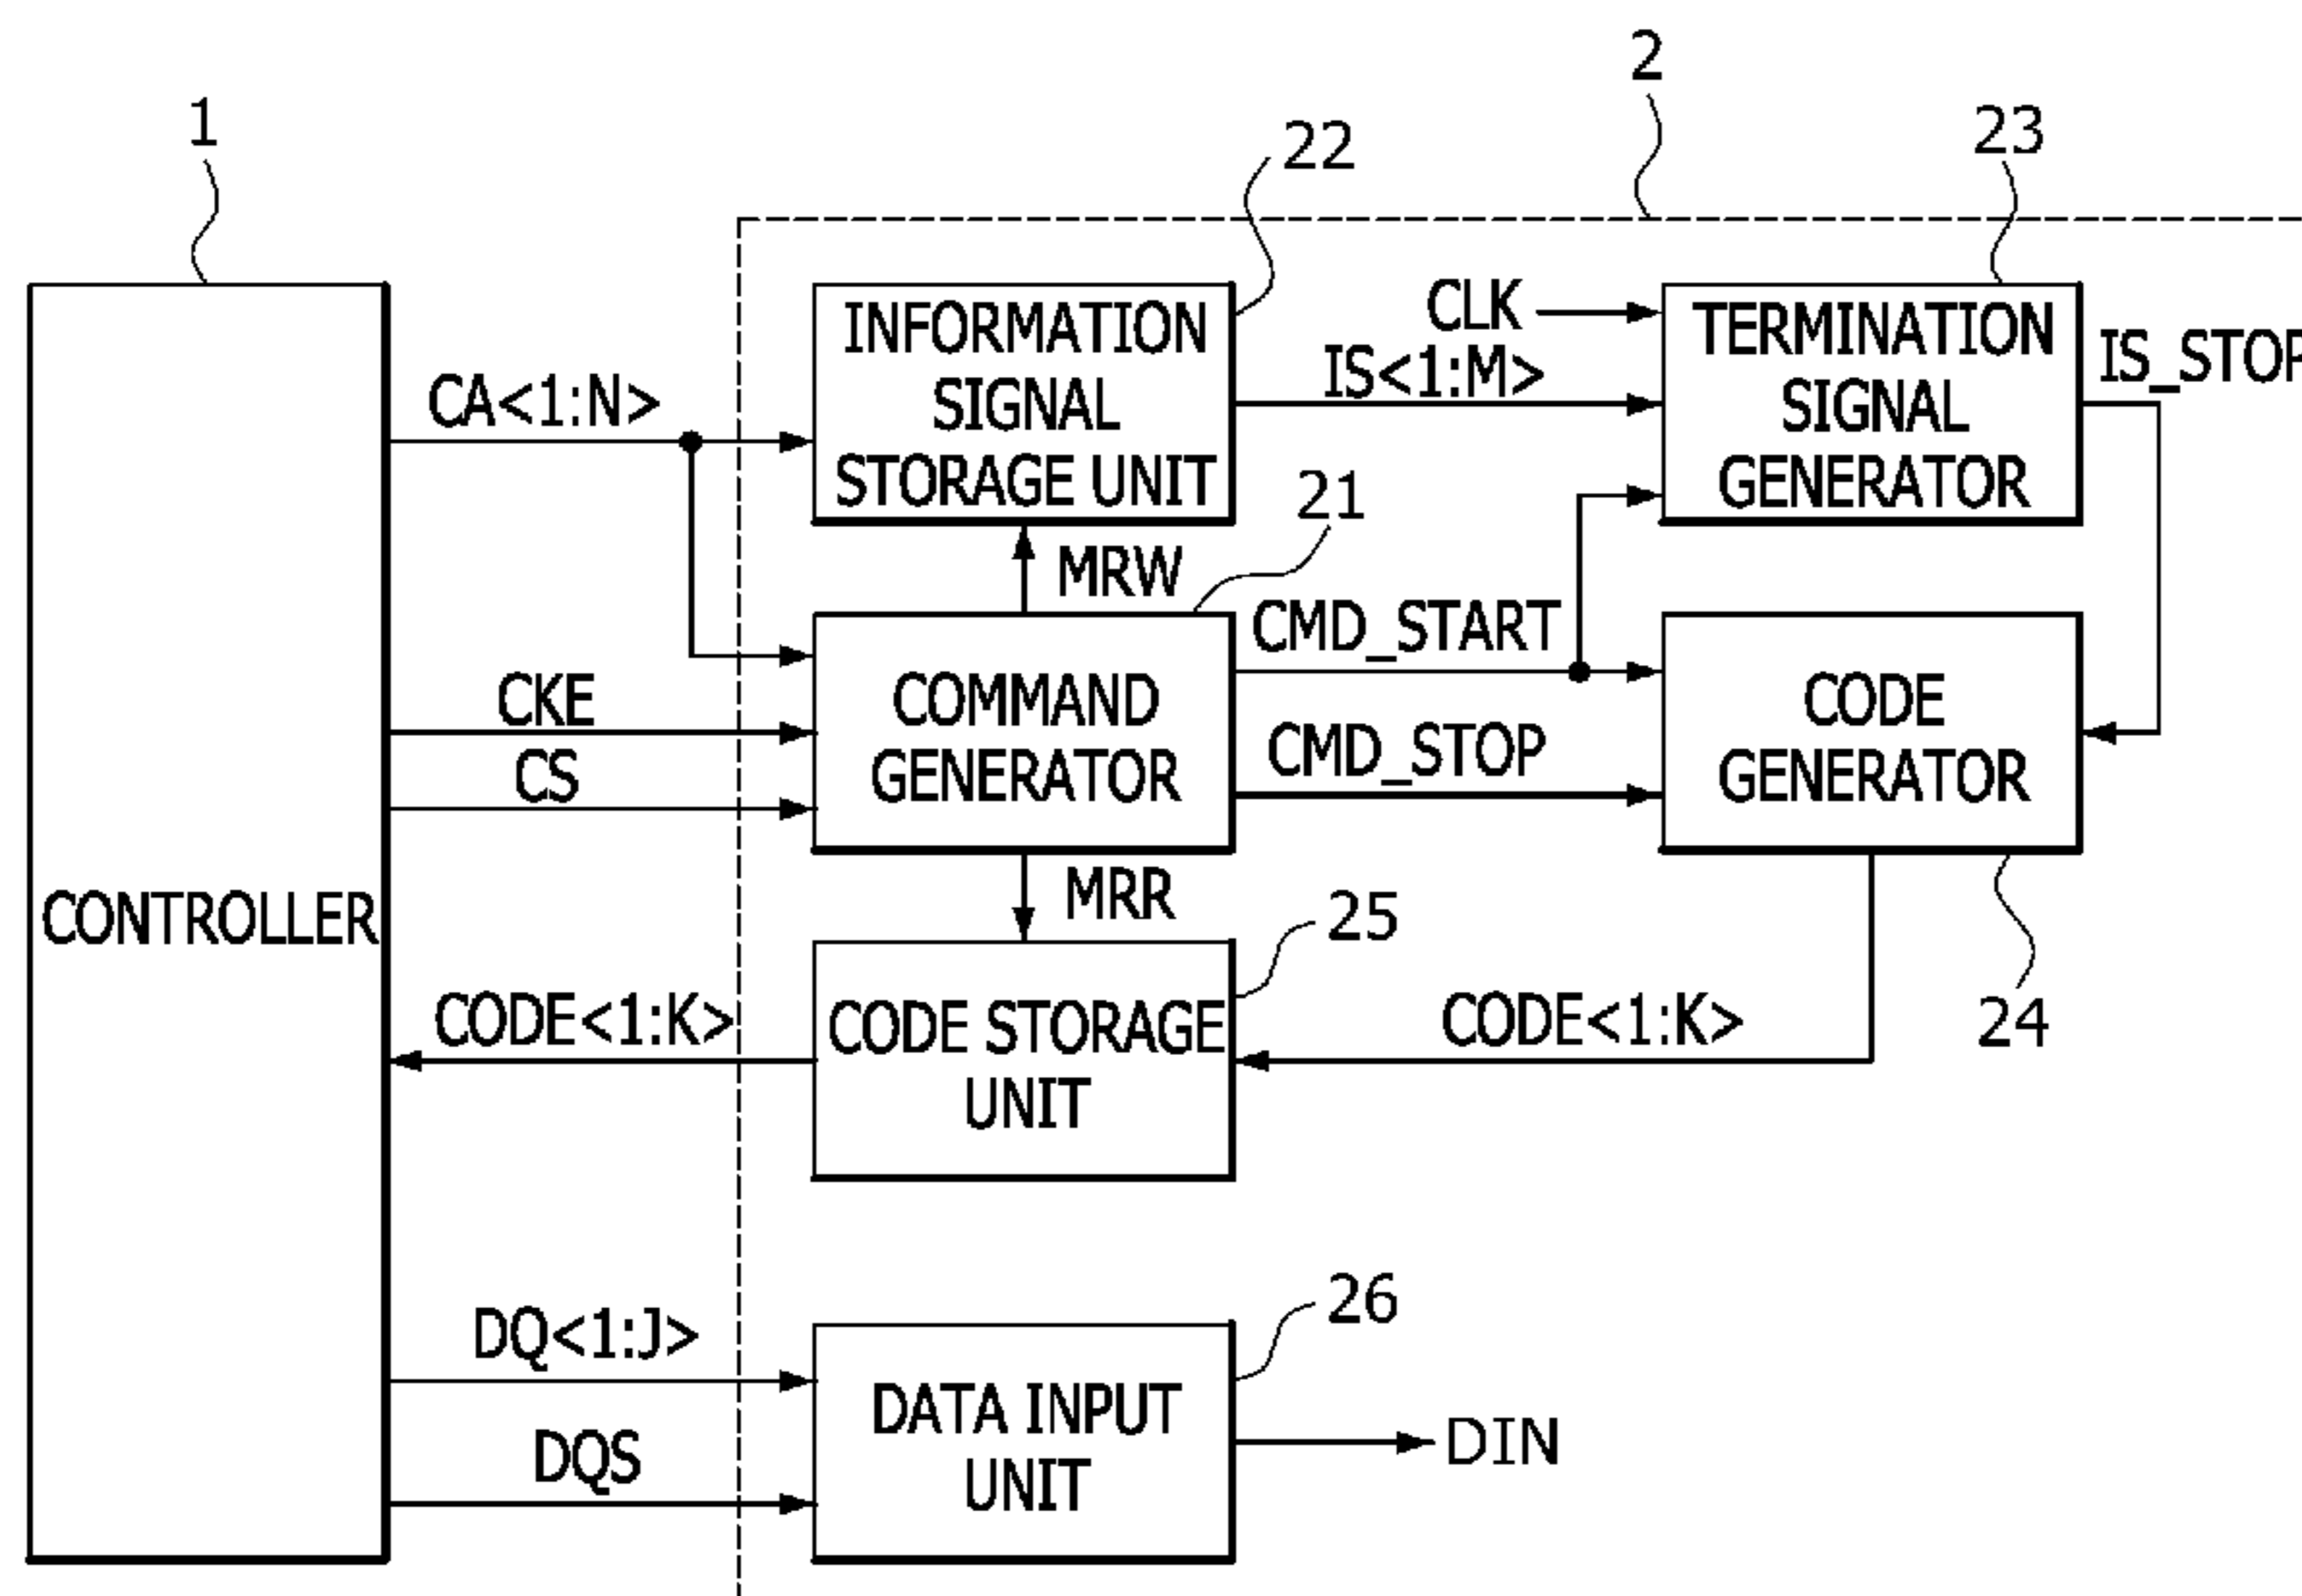 2
1
22
23
CLK
INFORMATION
SIGNAL
STORAGE UNIT
TERMINATION
SIGNAL
GENERATOR
IS_STOP
IS<1:M>
CA<1:N>
21
MRW
CMD_START
CKE
COMMAND
GENERATOR
CODE
GENERATOR
CMD_STOP
CS
MRR
25
CONTROLLER
CODE<1:K>
CODE STORAGE
UNIT
CODE<1:K>
24
26
DQ<1:J>
DATA INPUT
UNIT
DIN
DQS